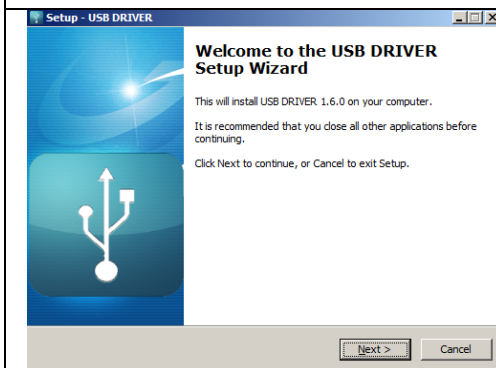 Setup - USB DRIVER
Welcome to the USB DRIVER
Setup Wizard
This will install USB DRIVER 1.6.0 on your computer.
It is recommended that you close all other applications before
continuing.
Click Next to continue, or Cancel to exit Setup.
Next >
Cancel